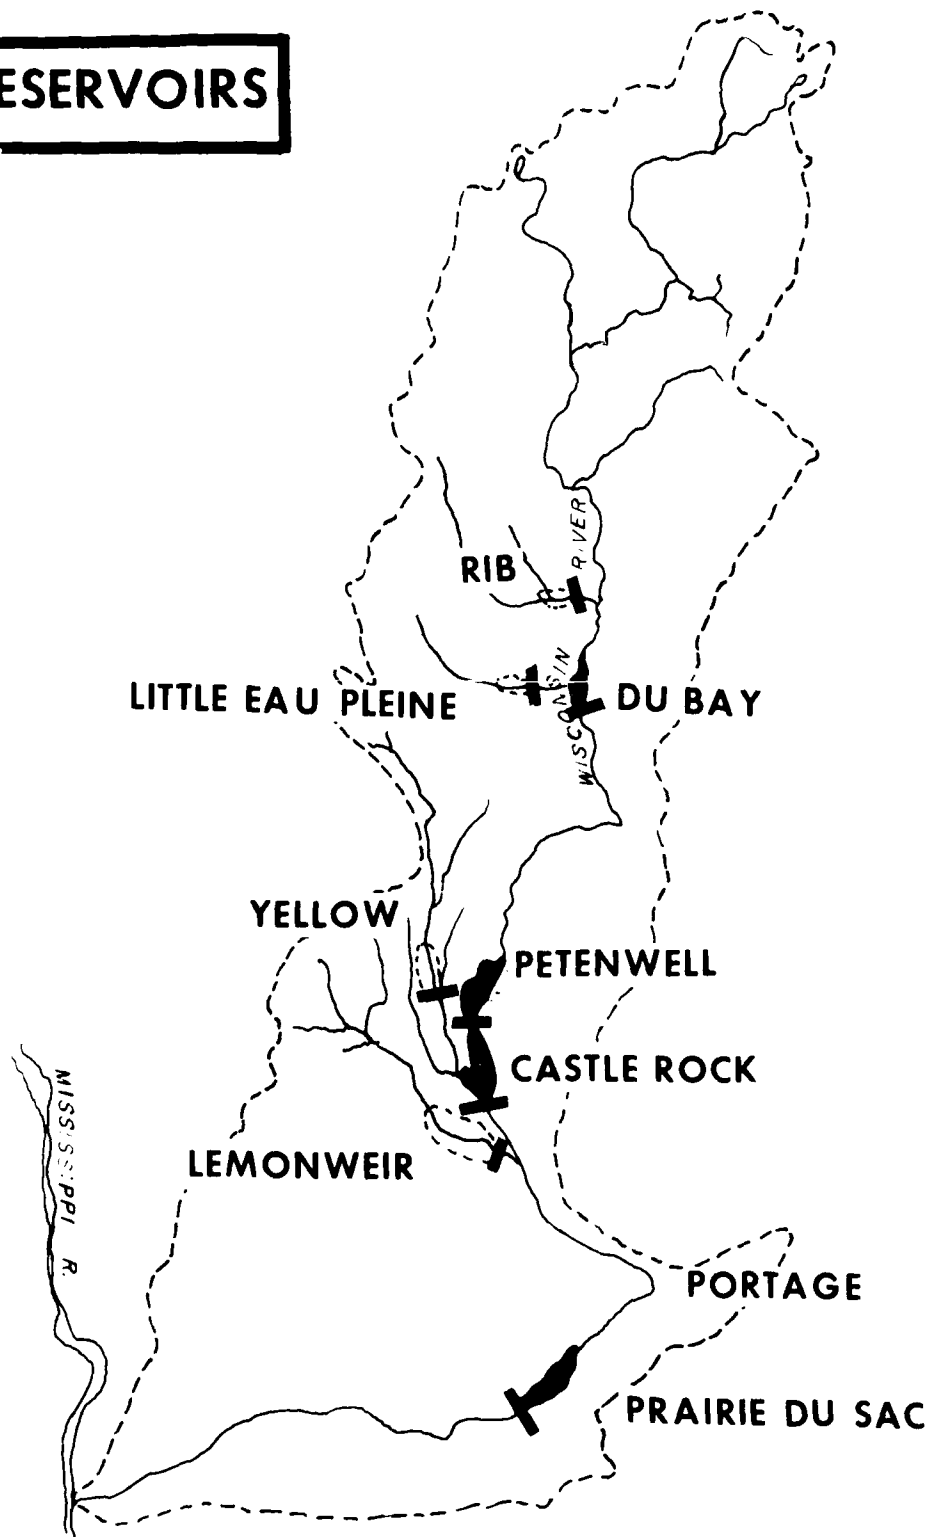 ESERVOIRS
RIB
RIVER
LITTLE EAU PLEINE
WISCONSIN
DU BAY
YELLOW
PETENWELL
CASTLE ROCK
MISSISSIPPI R.
LEMONWEIR
PORTAGE
PRAIRIE DU SAC